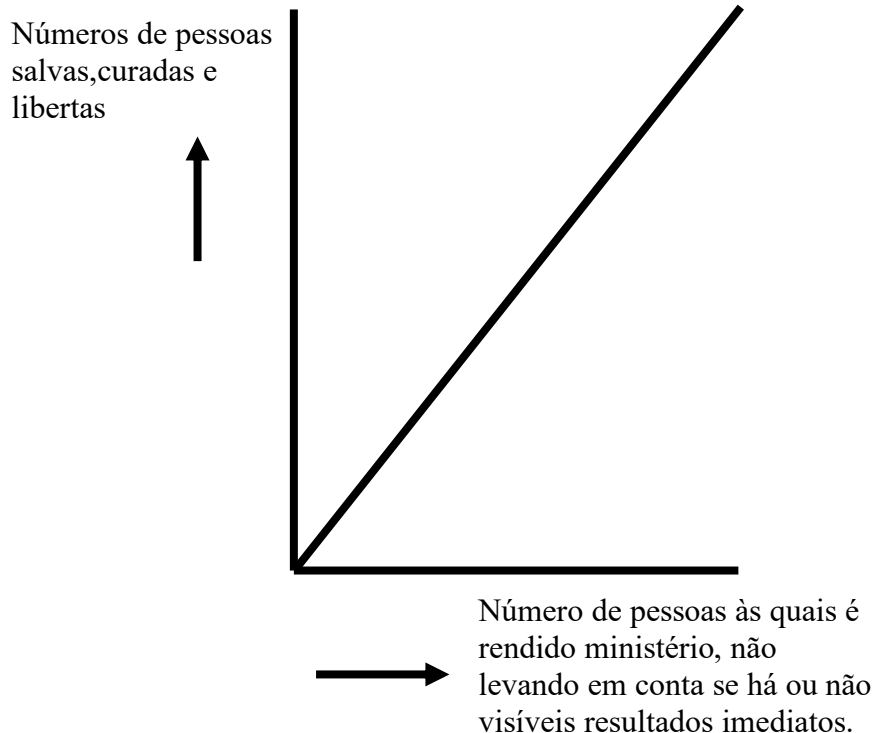 Números de pessoas
salvas,curadas e
libertas
Número de pessoas às quais é
rendido ministério, não
levando em conta se há ou não
visíveis resultados imediatos.